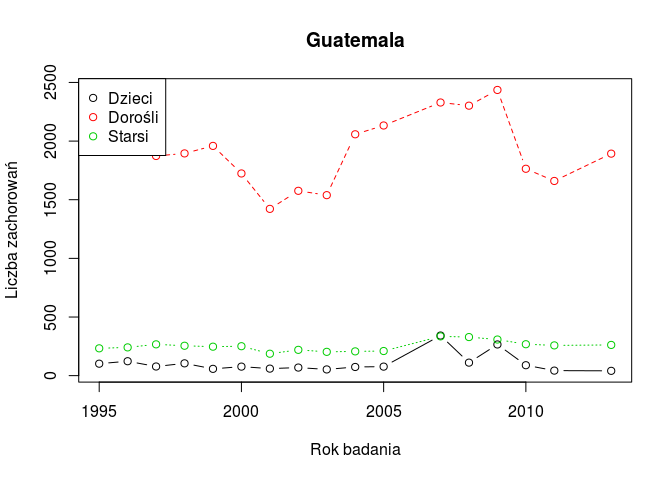 Guatemala
Dzieci
Dorośli
Starsi
Liczba zachorowań
2500
2000
1500
1000
500
0
1995
2000
2005
2010
Rok badania